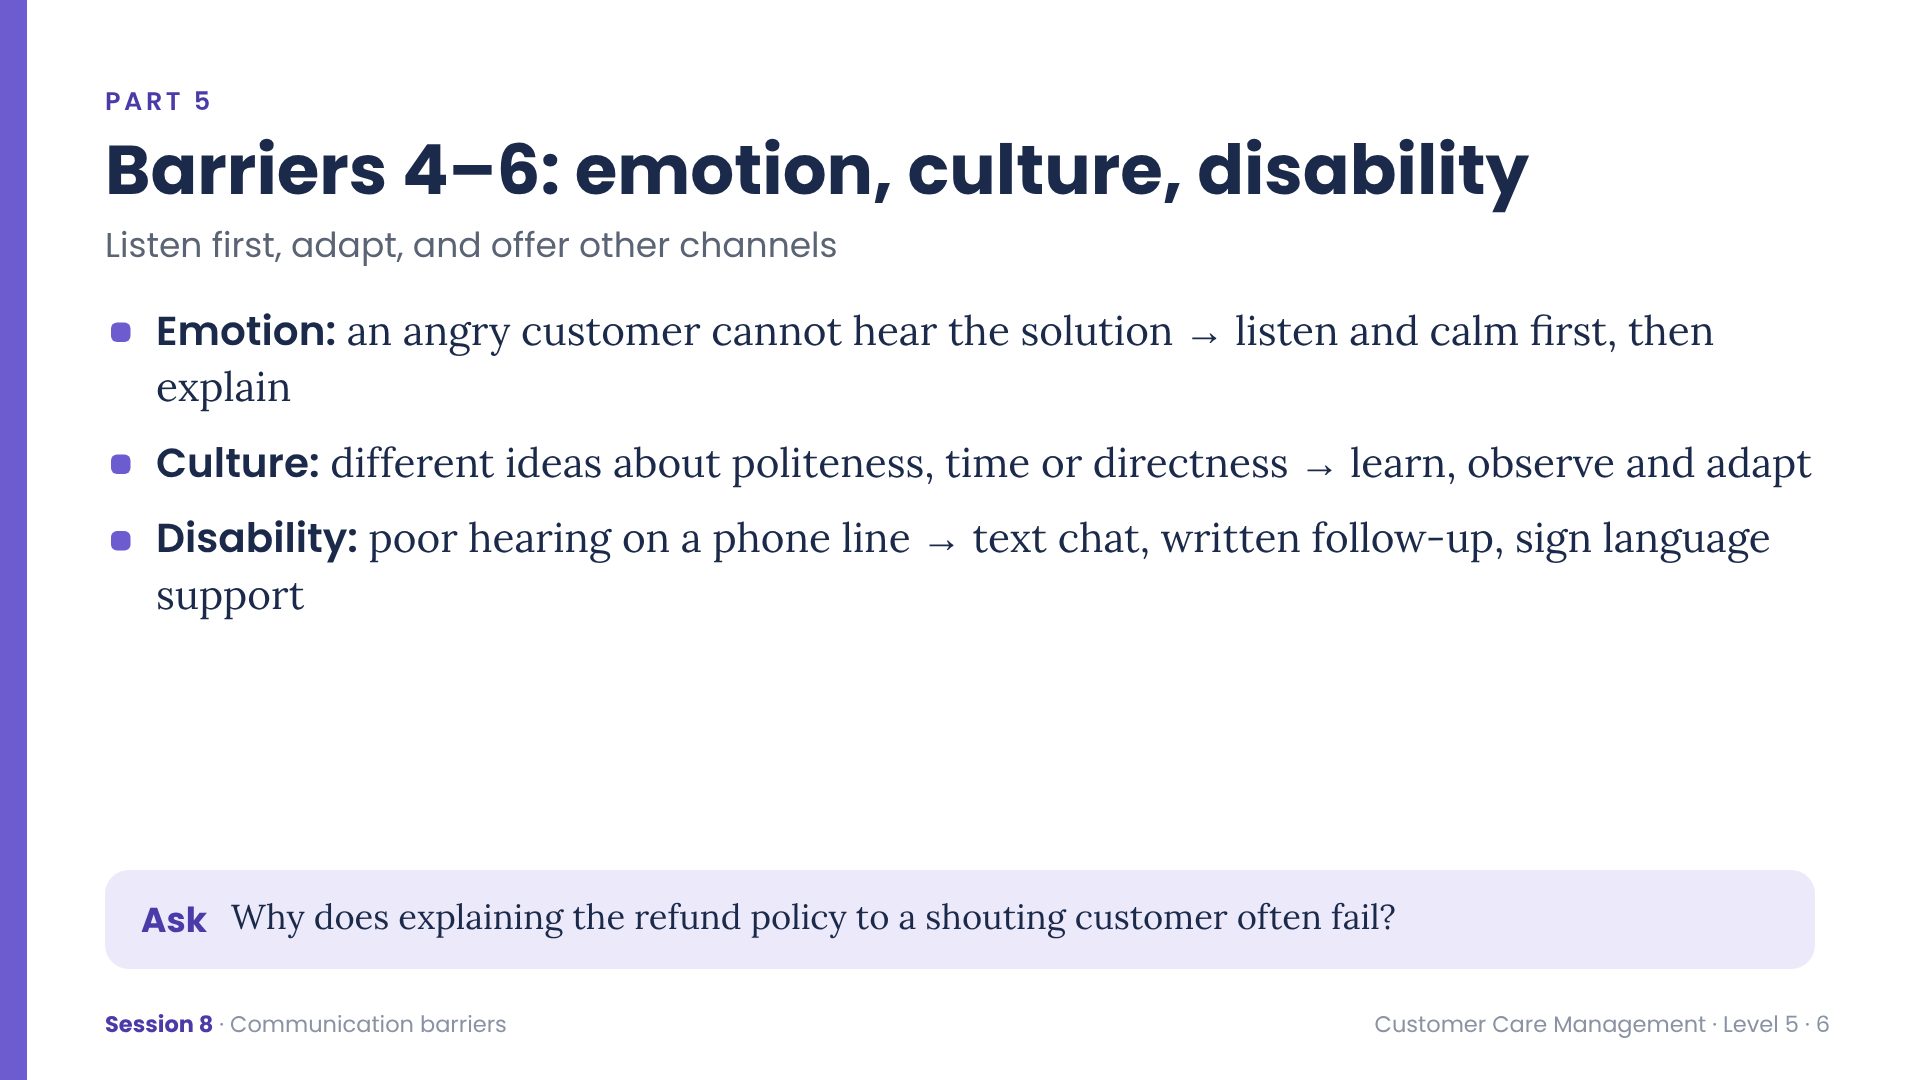 PART 5
Barriers 4–6: emotion, culture, disability
Listen first, adapt, and offer other channels
Emotion: an angry customer cannot hear the solution → listen and calm first, then
explain
Culture: different ideas about politeness, time or directness → learn, observe and adapt
Disability: poor hearing on a phone line → text chat, written follow-up, sign language
support
Ask Why does explaining the refund policy to a shouting customer often fail?
Session 8 · Communication barriers
Customer Care Management · Level 5 · 6